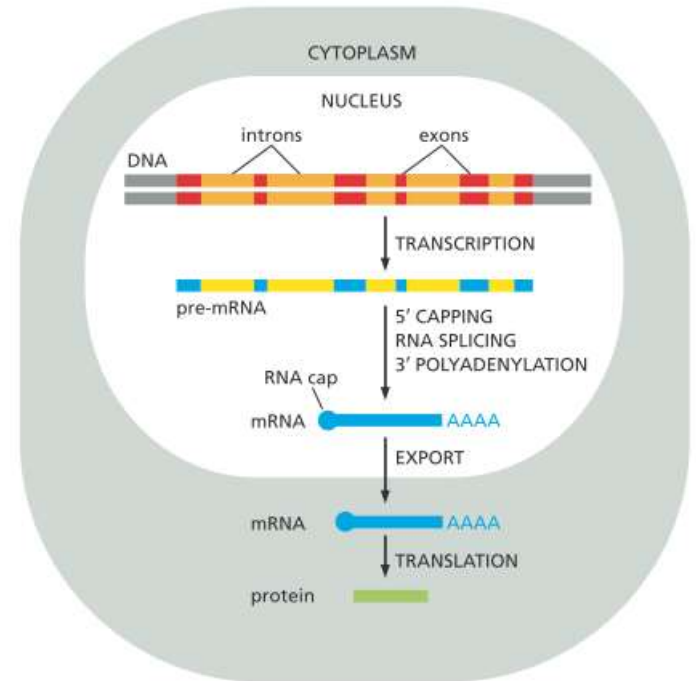 CYTOPLASM
NUCLEUS
introns
exons
DNA
TRANSCRIPTION
pre-mRNA
5′ CAPPING
RNA SPLICING
3′ POLYADENYLATION
RNA cap
mRNA
AAAA
EXPORT
mRNA
AAAA
TRANSLATION
protein